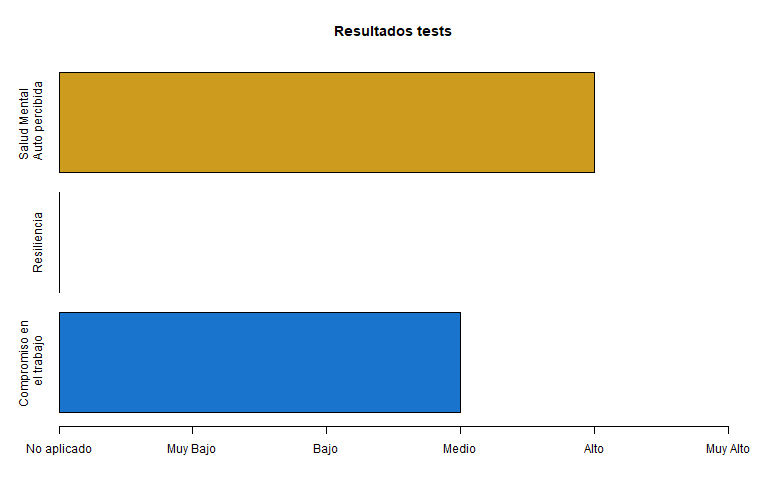 Resultados tests
Salud Mental
Auto percibida
Resiliencia
Compromiso en
el trabajo
No aplicado
Muy Bajo
Bajo
Medio
Alto
Muy Alto